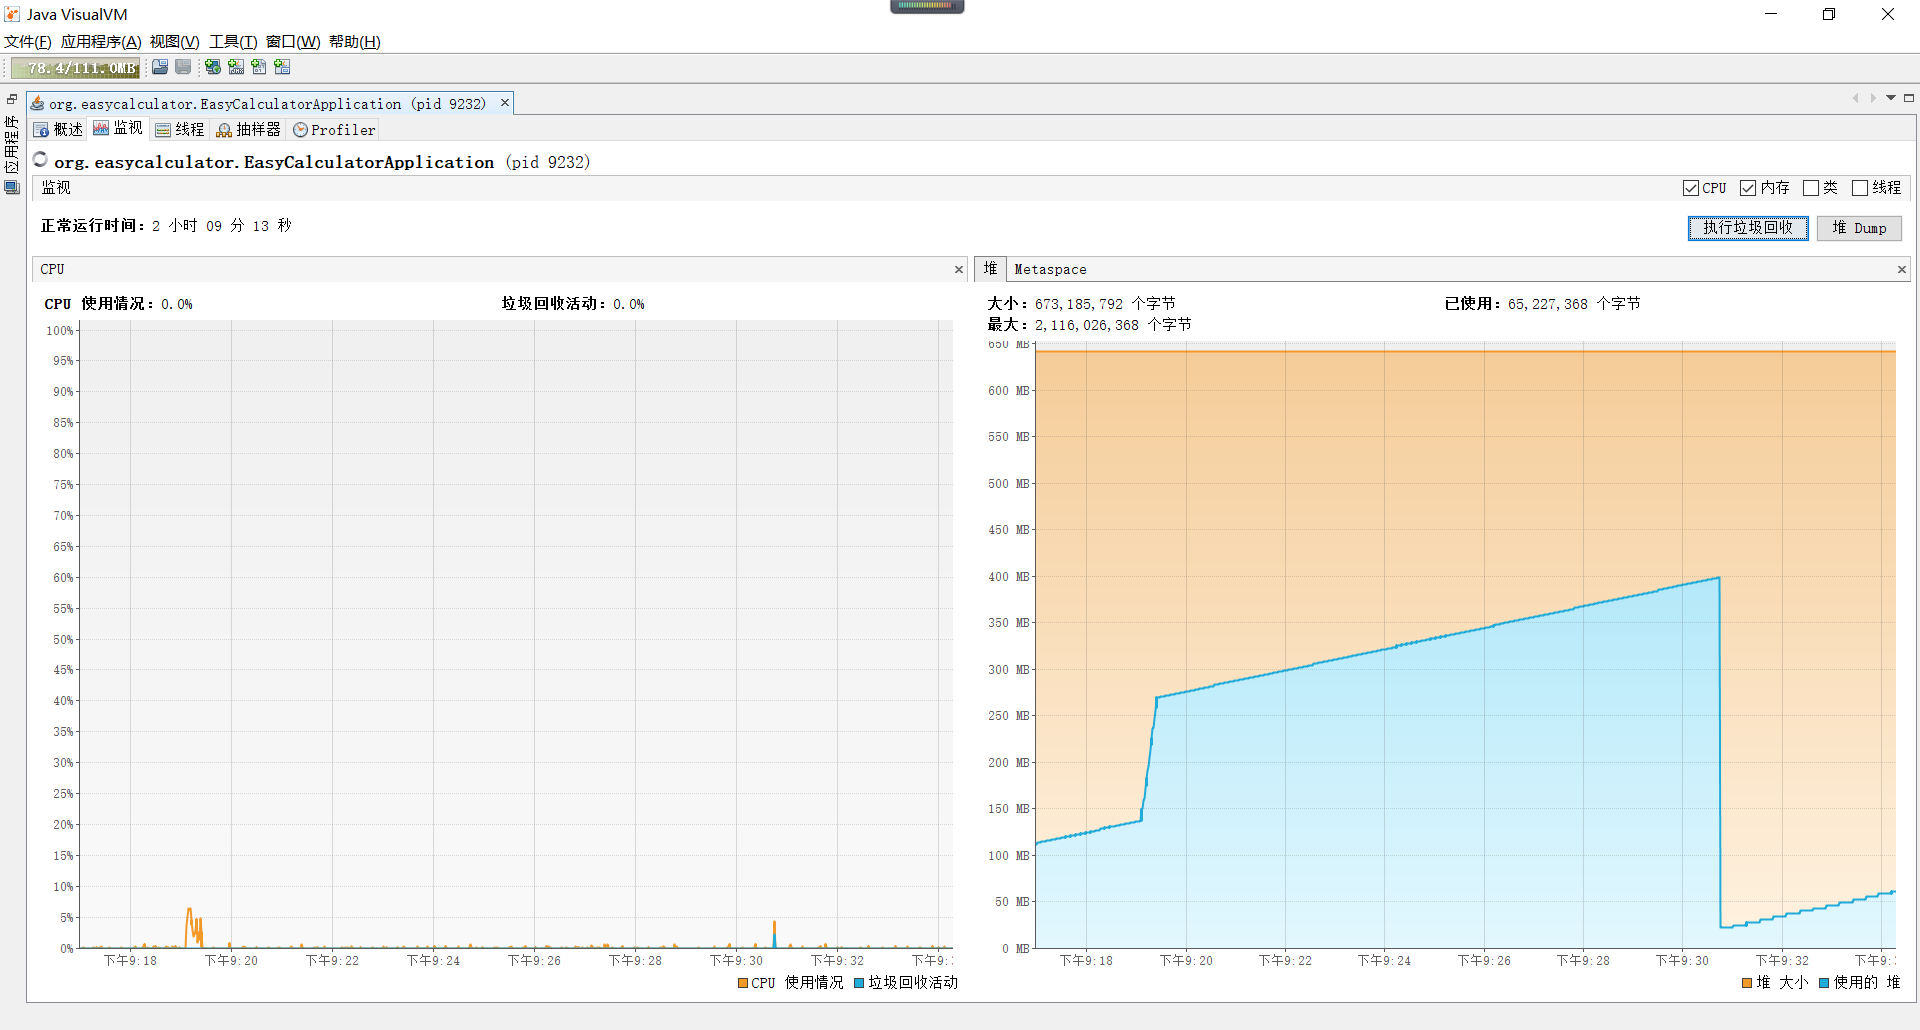 Java VisualVM
文件(F) 应用程序(A) 视图(V) 工具(T) 窗口(W) 帮助(H)
78.4/111.0MB
应用程序
org.easycalculator.EasyCalculatorApplication (pid 9232)
概述 监视 线程 抽样器 Profiler
org.easycalculator.EasyCalculatorApplication (pid 9232)
监视 CPU 内存 类 线程
正常运行时间：2 小时 09 分 13 秒
执行垃圾回收 堆 Dump
CPU
CPU 使用情况：0.0% 垃圾回收活动：0.0%
100%
95%
90%
85%
80%
75%
70%
65%
60%
55%
50%
45%
40%
35%
30%
25%
20%
15%
10%
5%
0%
下午9:18 下午9:20 下午9:22 下午9:24 下午9:26 下午9:28 下午9:30 下午9:32 下午9:
CPU 使用情况 垃圾回收活动
堆 Metaspace
大小：673,185,792 个字节 已使用：65,227,368 个字节
最大：2,116,026,368 个字节
650 MB
600 MB
550 MB
500 MB
450 MB
400 MB
350 MB
300 MB
250 MB
200 MB
150 MB
100 MB
50 MB
0 MB
下午9:18 下午9:20 下午9:22 下午9:24 下午9:26 下午9:28 下午9:30 下午9:32 下午9:
堆 大小 使用的 堆